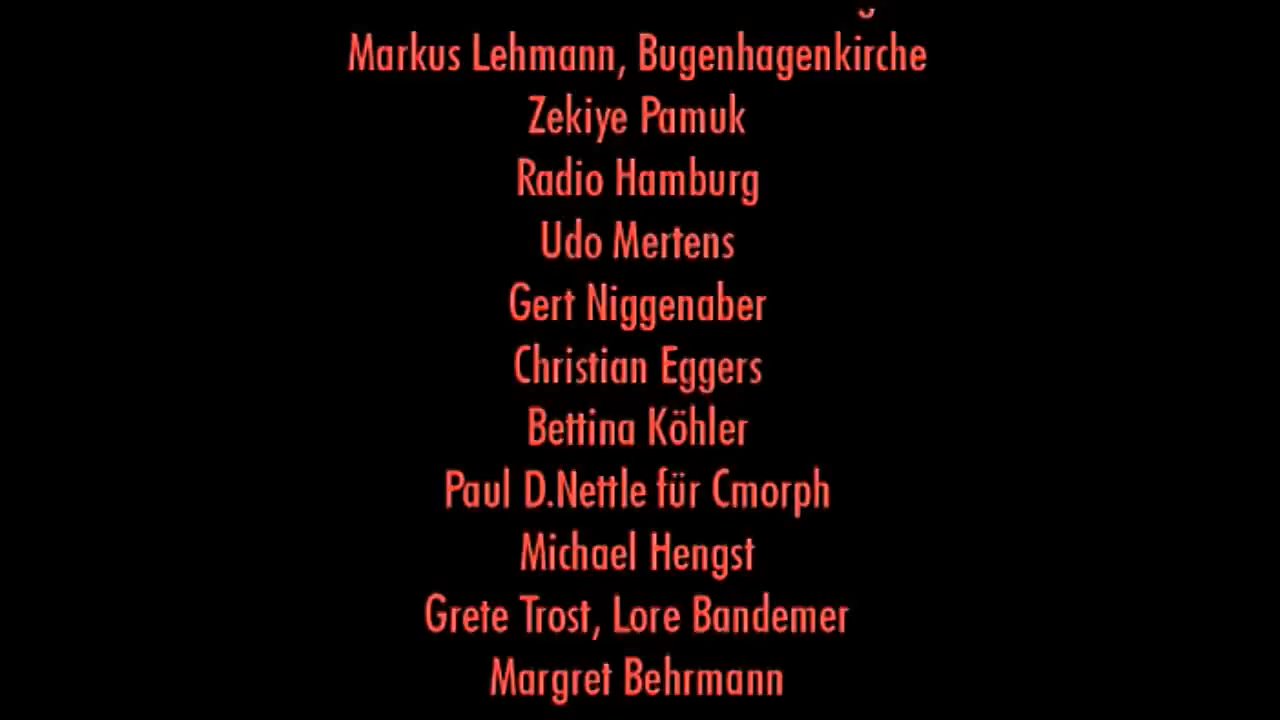 Markus Lehmann, Bugenhagenkirche
Zekiye Pamuk
Radio Hamburg
Udo Mertens
Gert Niggenaber
Christian Eggers
Bettina Köhler
Paul D.Nettle für Cmorph
Michael Hengst
Grete Trost, Lore Bandemer
Margret Behrmann